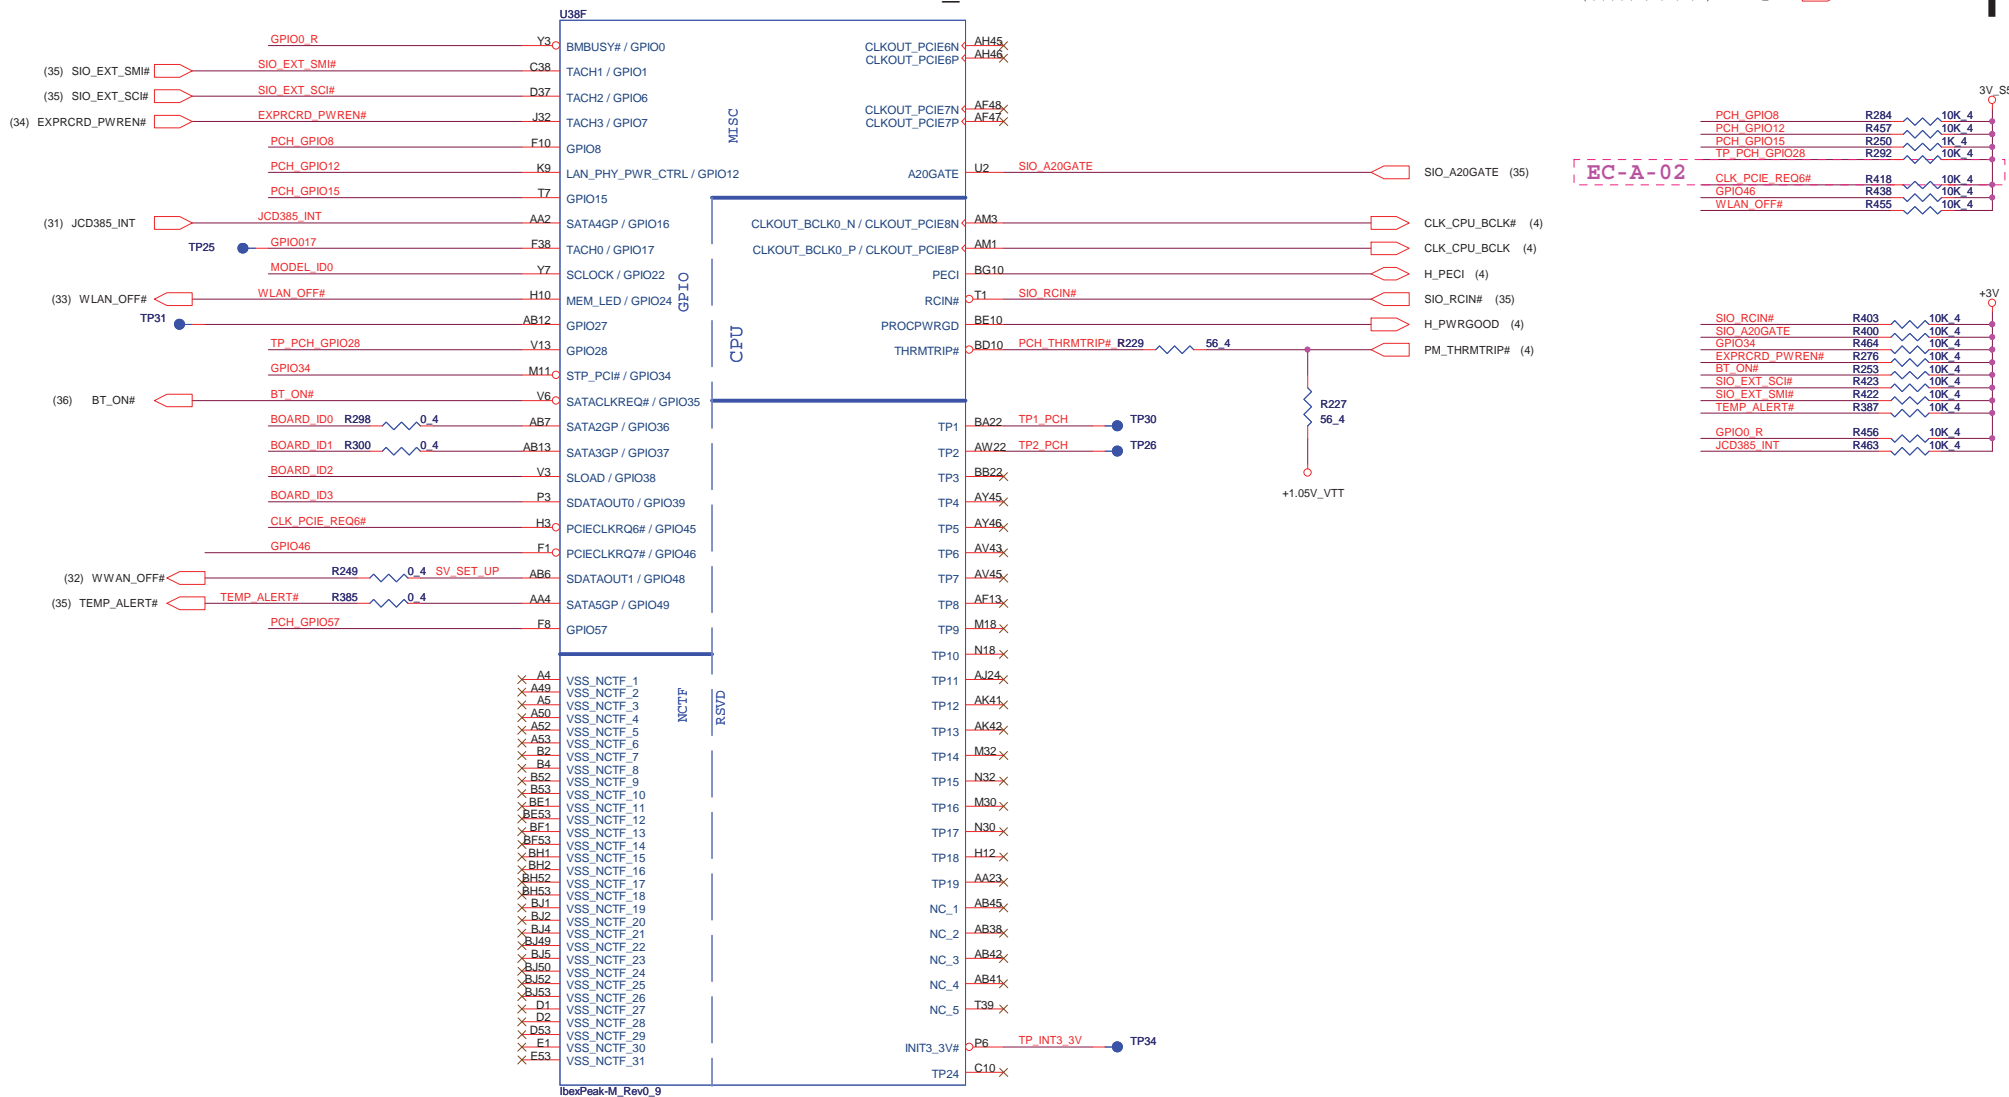 U38F
GPIO0_R Y3 BMBUSY# / GPIO0
(35) SIO_EXT_SMI# SIO_EXT_SMI# C38 TACH1 / GPIO1
(35) SIO_EXT_SCI# SIO_EXT_SCI# D37 TACH2 / GPIO6
(34) EXPRCRD_PWREN# EXPRCRD_PWREN# J32 TACH3 / GPIO7
PCH_GPIO8 F10 GPIO8
PCH_GPIO12 K9 LAN_PHY_PWR_CTRL / GPIO12
PCH_GPIO15 T7 GPIO15
(31) JCD385_INT JCD385_INT AA2 SATA4GP / GPIO16
TP25 GPIO017 F38 TACH0 / GPIO17
MODEL_ID0 Y7 SCLOCK / GPIO22
(33) WLAN_OFF# WLAN_OFF# H10 MEM_LED / GPIO24
TP31 AB12 GPIO27
TP_PCH_GPIO28 V13 GPIO28
GPIO34 M11 STP_PCI# / GPIO34
(36) BT_ON# BT_ON# V6 SATACLKREQ# / GPIO35
BOARD_ID0 R298 0_4 AB7 SATA2GP / GPIO36
BOARD_ID1 R300 0_4 AB13 SATA3GP / GPIO37
BOARD_ID2 V3 SLOAD / GPIO38
BOARD_ID3 P3 SDATAOUT0 / GPIO39
CLK_PCIE_REQ6# H3 PCIECLKRQ6# / GPIO45
GPIO46 F1 PCIECLKRQ7# / GPIO46
(32) WWAN_OFF# R249 0_4 SV_SET_UP AB6 SDATAOUT1 / GPIO48
(35) TEMP_ALERT# TEMP_ALERT# R385 0_4 AA4 SATA5GP / GPIO49
PCH_GPIO57 F8 GPIO57
A4 VSS_NCTF_1
A49 VSS_NCTF_2
A5 VSS_NCTF_3
A50 VSS_NCTF_4
A52 VSS_NCTF_5
A53 VSS_NCTF_6
B2 VSS_NCTF_7
B4 VSS_NCTF_8
B52 VSS_NCTF_9
B53 VSS_NCTF_10
BE1 VSS_NCTF_11
BE53 VSS_NCTF_12
BF1 VSS_NCTF_13
BF53 VSS_NCTF_14
BH1 VSS_NCTF_15
BH2 VSS_NCTF_16
BH52 VSS_NCTF_17
BH53 VSS_NCTF_18
BJ1 VSS_NCTF_19
BJ2 VSS_NCTF_20
BJ4 VSS_NCTF_21
BJ49 VSS_NCTF_22
BJ5 VSS_NCTF_23
BJ50 VSS_NCTF_24
BJ52 VSS_NCTF_25
BJ53 VSS_NCTF_26
D1 VSS_NCTF_27
D2 VSS_NCTF_28
D53 VSS_NCTF_29
E1 VSS_NCTF_30
E53 VSS_NCTF_31
IbexPeak-M_Rev0_9
MISC
GPIO
CPU
NCTF
RSVD
CLKOUT_PCIE6N AH45
CLKOUT_PCIE6P AH46
CLKOUT_PCIE7N AF48
CLKOUT_PCIE7P AF47
A20GATE U2 SIO_A20GATE SIO_A20GATE (35)
CLKOUT_BCLK0_N / CLKOUT_PCIE8N AM3 CLK_CPU_BCLK# (4)
CLKOUT_BCLK0_P / CLKOUT_PCIE8P AM1 CLK_CPU_BCLK (4)
PECI BG10 H_PECI (4)
RCIN# T1 SIO_RCIN# SIO_RCIN# (35)
PROCPWRGD BE10 H_PWRGOOD (4)
THRMTRIP# BD10 PCH_THRMTRIP# R229 56_4 PM_THRMTRIP# (4)
R227
56_4
+1.05V_VTT
TP1 BA22 TP1_PCH TP30
TP2 AW22 TP2_PCH TP26
TP3 BB22
TP4 AY45
TP5 AY46
TP6 AV43
TP7 AV45
TP8 AF13
TP9 M18
TP10 N18
TP11 AJ24
TP12 AK41
TP13 AK42
TP14 M32
TP15 N32
TP16 M30
TP17 N30
TP18 H12
TP19 AA23
NC_1 AB45
NC_2 AB38
NC_3 AB42
NC_4 AB41
NC_5 T39
INIT3_3V# P6 TP_INT3_3V TP34
TP24 C10
3V_S5
PCH_GPIO8 R284 10K_4
PCH_GPIO12 R457 10K_4
PCH_GPIO15 R250 1K_4
TP_PCH_GPIO28 R292 10K_4
EC-A-02
CLK_PCIE_REQ6# R418 10K_4
GPIO46 R438 10K_4
WLAN_OFF# R455 10K_4
+3V
SIO_RCIN# R403 10K_4
SIO_A20GATE R400 10K_4
GPIO34 R464 10K_4
EXPRCRD_PWREN# R276 10K_4
BT_ON# R253 10K_4
SIO_EXT_SCI# R423 10K_4
SIO_EXT_SMI# R422 10K_4
TEMP_ALERT# R387 10K_4
GPIO0_R R456 10K_4
JCD385_INT R463 10K_4